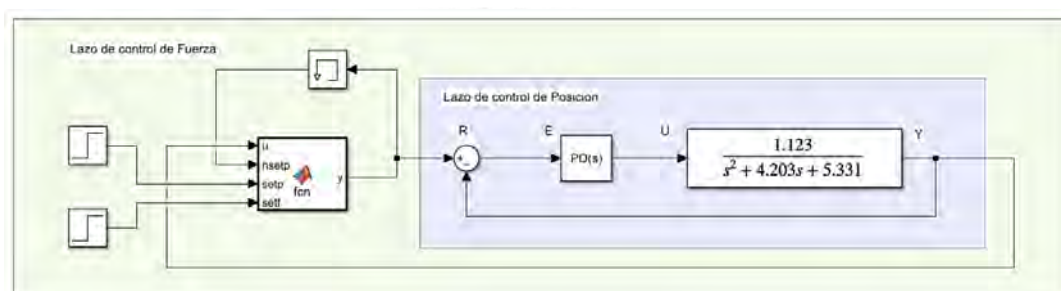 Lazo de control de Fuerza
Lazo de control de Posicion
R
E
U
Y
u
nsetp
setp
setf
fcn
y
+
-
PD(s)
1.123
s² + 4.203s + 5.331